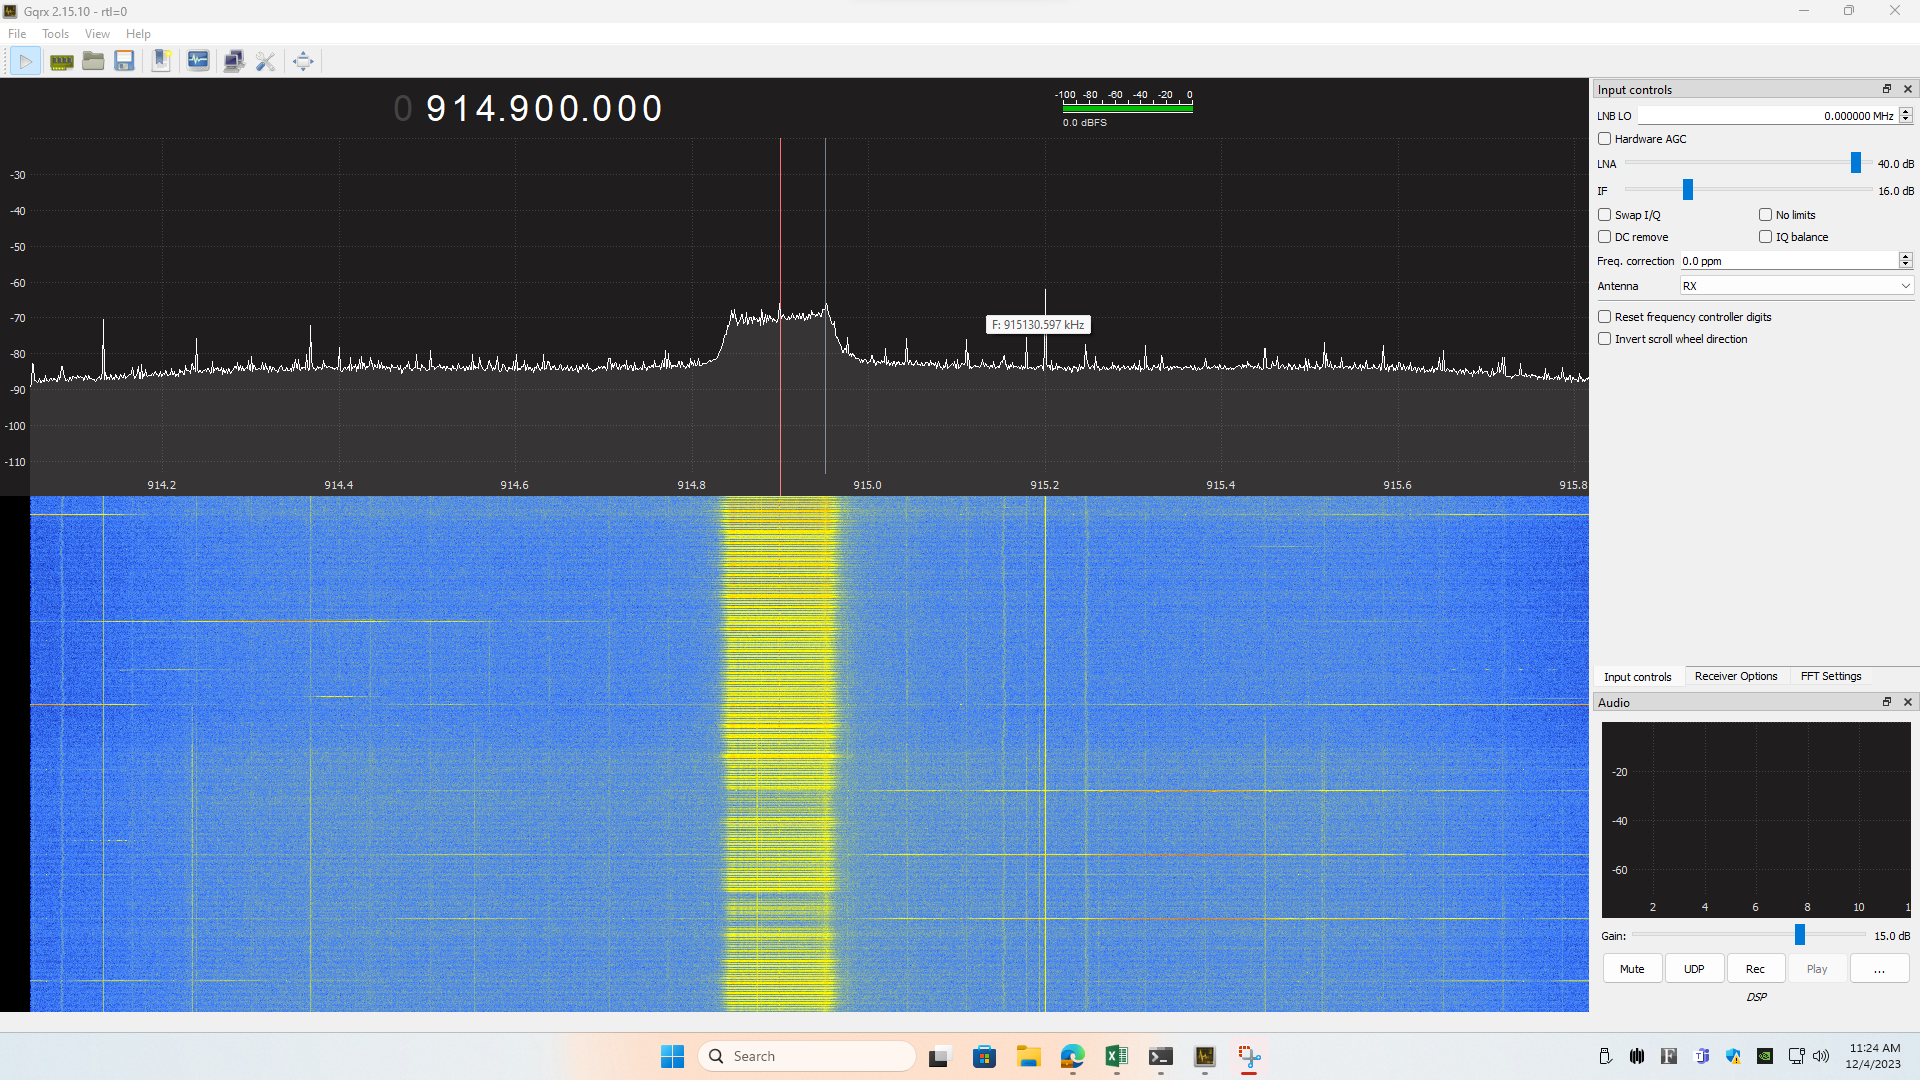 Gqrx 2.15.10 - rtl=0
File Tools View Help
0 914.900.000
-100 -80 -60 -40 -20 0
0.0 dBFS
-30
-40
-50
-60
-70
-80
-90
-100
-110
F: 915130.597 kHz
914.2 914.4 914.6 914.8 915.0 915.2 915.4 915.6 915.8
Input controls
LNB LO 0.000000 MHz
Hardware AGC
LNA 40.0 dB
IF 16.0 dB
Swap I/Q No limits
DC remove IQ balance
Freq. correction 0.0 ppm
Antenna RX
Reset frequency controller digits
Invert scroll wheel direction
Input controls Receiver Options FFT Settings
Audio
-20
-40
-60
2 4 6 8 10 1
Gain: 15.0 dB
Mute UDP Rec Play ...
DSP
Search
11:24 AM
12/4/2023